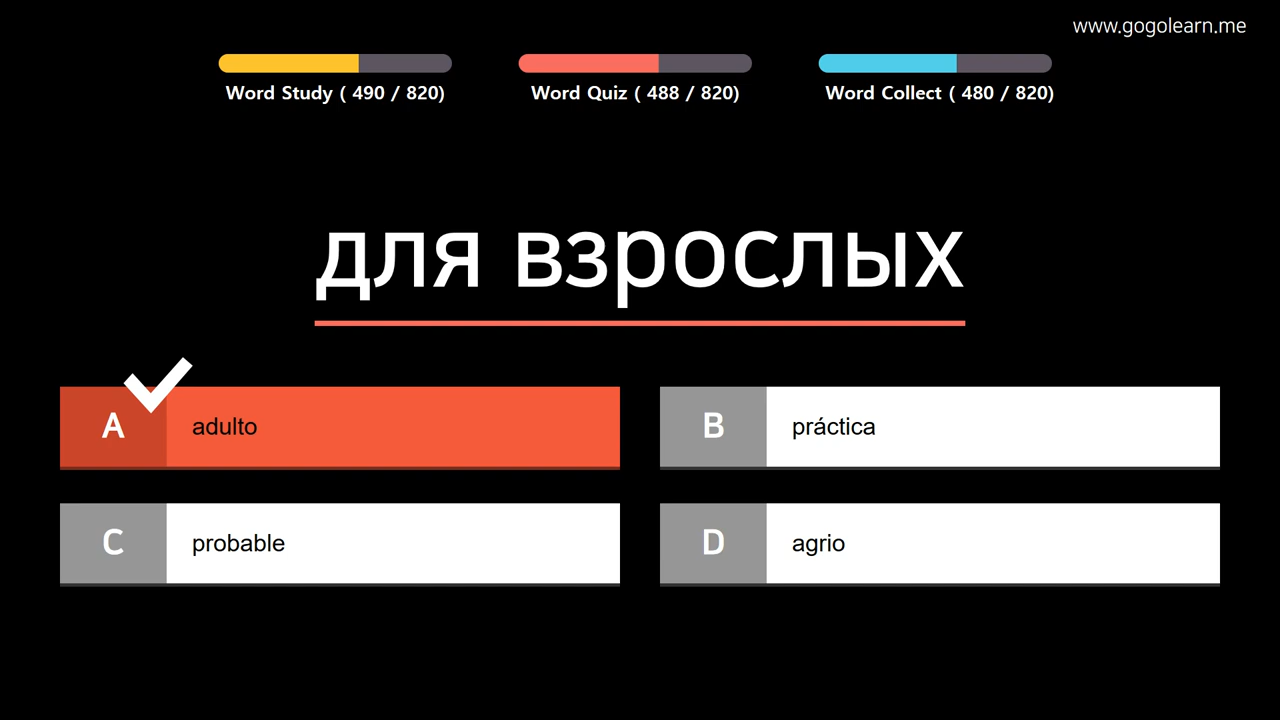 www.gogolearn.me
Word Study ( 490 / 820)
Word Quiz ( 488 / 820)
Word Collect ( 480 / 820)
для взрослых
A adulto
B práctica
C probable
D agrio